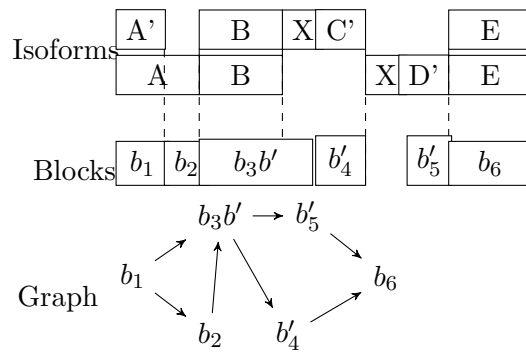 A' B X C' E
Isoforms
A B X D' E
Blocks b₁ b₂ b₃b′ b′₄ b′₅ b₆
b₃b′ b′₅
b₁ b₆
Graph
b₂ b′₄